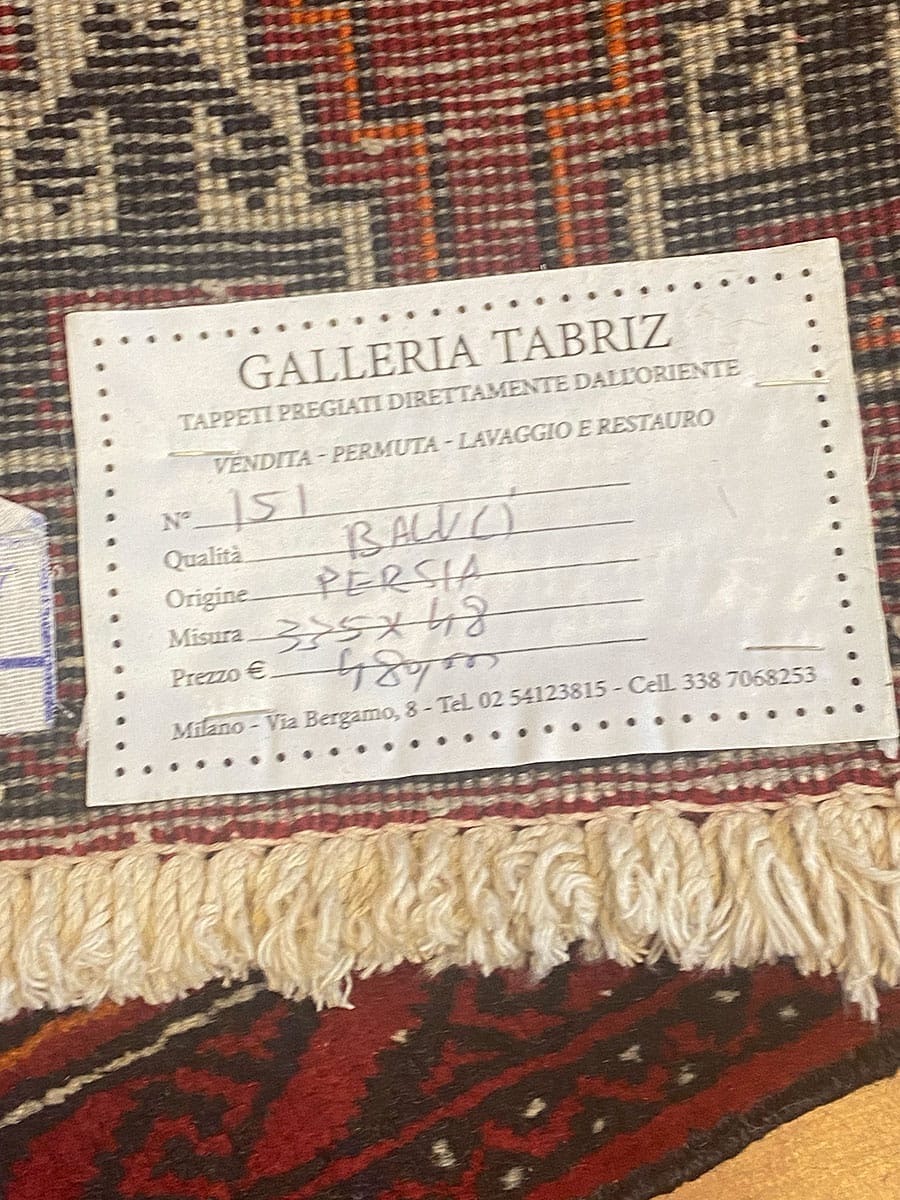 GALLERIA TABRIZ
TAPPETI PREGIATI DIRETTAMENTE DALL'ORIENTE
VENDITA - PERMUTA - LAVAGGIO E RESTAURO
N° 151
Qualità BALUCI
Origine PERSIA
Misura 335 x 48
Prezzo €
Milano - Via Bergamo, 8 - Tel. 02 54123815 - Cell. 338 7068253